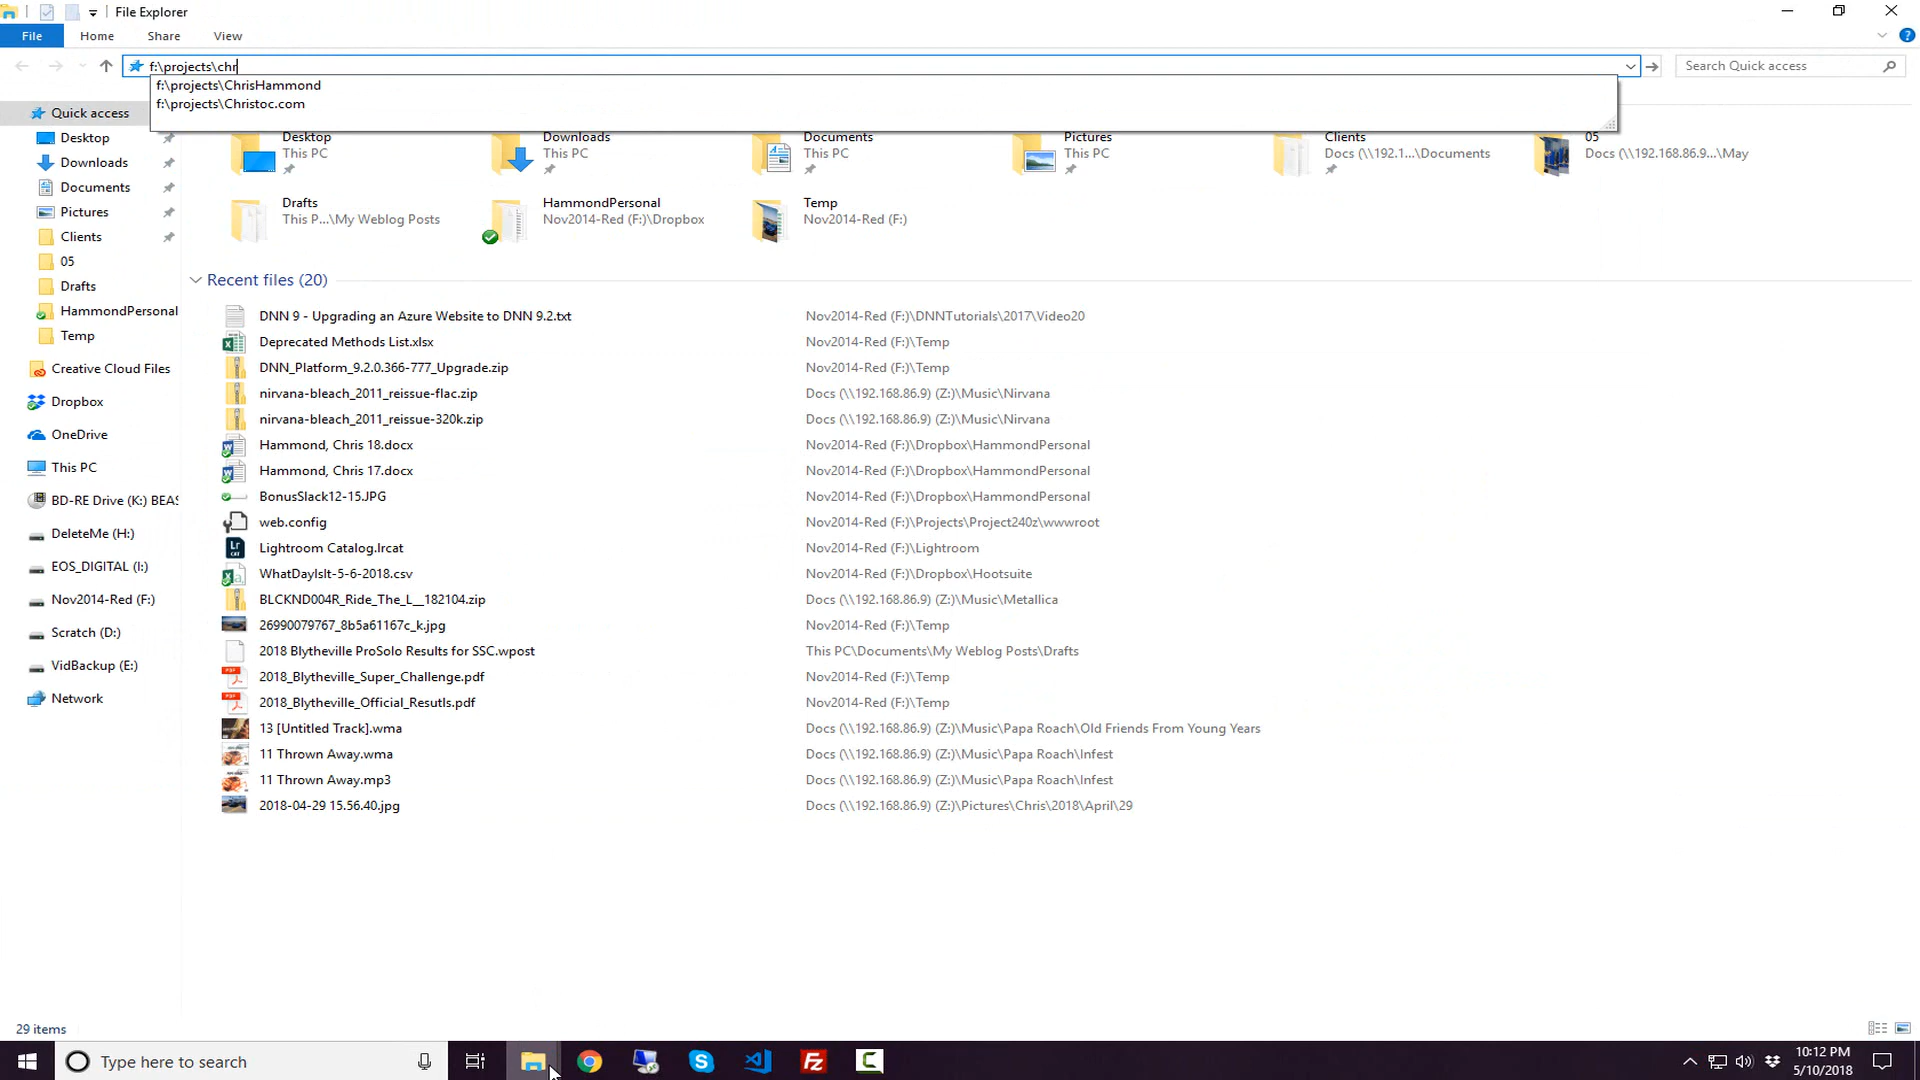 File Explorer
File Home Share View
f:\projects\chr
Search Quick access
f:\projects\ChrisHammond
f:\projects\Christoc.com
Quick access
Desktop
Downloads
Documents
Pictures
Clients
05
Drafts
HammondPersonal
Temp
Creative Cloud Files
Dropbox
OneDrive
This PC
BD-RE Drive (K:) BEAS
DeleteMe (H:)
EOS_DIGITAL (I:)
Nov2014-Red (F:)
Scratch (D:)
VidBackup (E:)
Network
Desktop
This PC
Downloads
This PC
Documents
This PC
Pictures
This PC
Clients
Docs (\\192.1...\Documents
05
Docs (\\192.168.86.9...\May
Drafts
This P...\My Weblog Posts
HammondPersonal
Nov2014-Red (F:)\Dropbox
Temp
Nov2014-Red (F:)
Recent files (20)
DNN 9 - Upgrading an Azure Website to DNN 9.2.txt Nov2014-Red (F:)\DNNTutorials\2017\Video20
Deprecated Methods List.xlsx Nov2014-Red (F:)\Temp
DNN_Platform_9.2.0.366-777_Upgrade.zip Nov2014-Red (F:)\Temp
nirvana-bleach_2011_reissue-flac.zip Docs (\\192.168.86.9) (Z:)\Music\Nirvana
nirvana-bleach_2011_reissue-320k.zip Docs (\\192.168.86.9) (Z:)\Music\Nirvana
Hammond, Chris 18.docx Nov2014-Red (F:)\Dropbox\HammondPersonal
Hammond, Chris 17.docx Nov2014-Red (F:)\Dropbox\HammondPersonal
BonusSlack12-15.JPG Nov2014-Red (F:)\Dropbox\HammondPersonal
web.config Nov2014-Red (F:)\Projects\Project240z\wwwroot
Lightroom Catalog.lrcat Nov2014-Red (F:)\Lightroom
WhatDayIsIt-5-6-2018.csv Nov2014-Red (F:)\Dropbox\Hootsuite
BLCKND004R_Ride_The_L__182104.zip Docs (\\192.168.86.9) (Z:)\Music\Metallica
26990079767_8b5a61167c_k.jpg Nov2014-Red (F:)\Temp
2018 Blytheville ProSolo Results for SSC.wpost This PC\Documents\My Weblog Posts\Drafts
2018_Blytheville_Super_Challenge.pdf Nov2014-Red (F:)\Temp
2018_Blytheville_Official_Resutls.pdf Nov2014-Red (F:)\Temp
13 [Untitled Track].wma Docs (\\192.168.86.9) (Z:)\Music\Papa Roach\Old Friends From Young Years
11 Thrown Away.wma Docs (\\192.168.86.9) (Z:)\Music\Papa Roach\Infest
11 Thrown Away.mp3 Docs (\\192.168.86.9) (Z:)\Music\Papa Roach\Infest
2018-04-29 15.56.40.jpg Docs (\\192.168.86.9) (Z:)\Pictures\Chris\2018\April\29
29 items
Type here to search
10:12 PM
5/10/2018